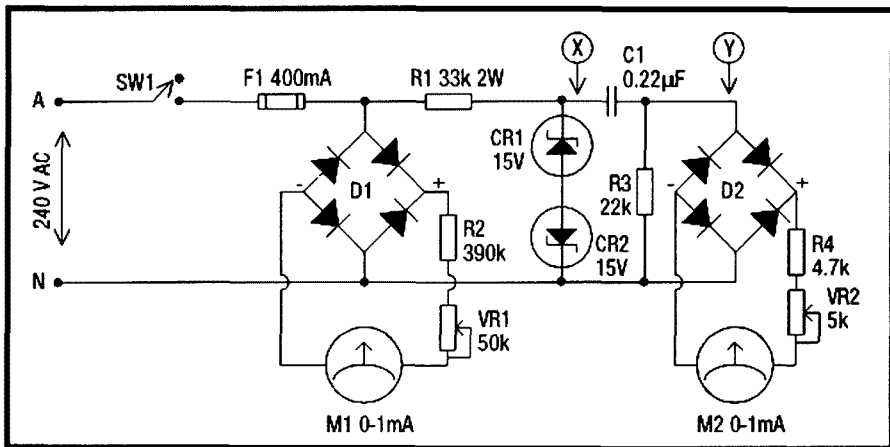 X
Y
C1
0.22µF
SW1
F1 400mA
R1 33k 2W
A
240 V AC
N
CR1
15V
CR2
15V
R3
22k
-
D1
+
R2
390k
VR1
50k
M1 0-1mA
-
D2
+
R4
4.7k
VR2
5k
M2 0-1mA